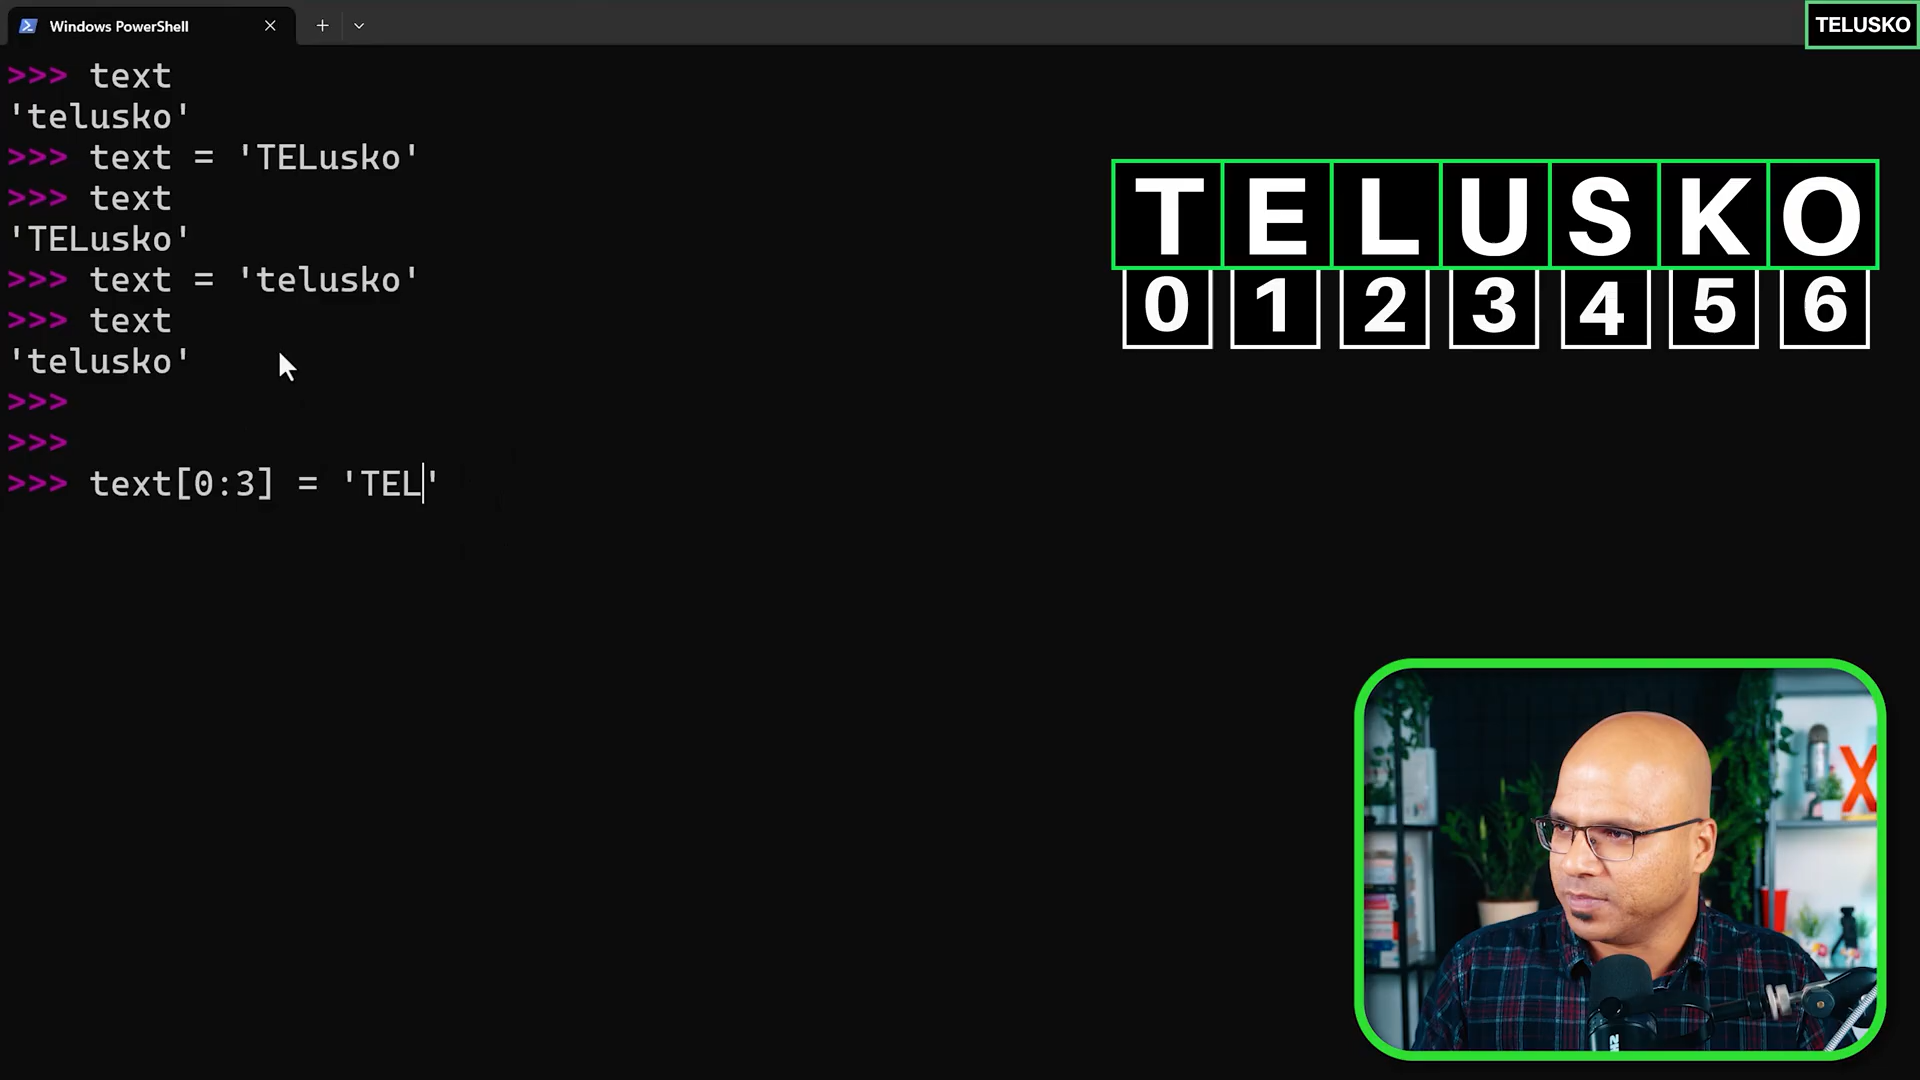 Windows PowerShell
TELUSKO
>>> text
'telusko'
>>> text = 'TELusko'
>>> text
'TELusko'
>>> text = 'telusko'
>>> text
'telusko'
>>>
>>>
>>> text[0:3] = 'TEL'
T E L U S K O
0 1 2 3 4 5 6
X